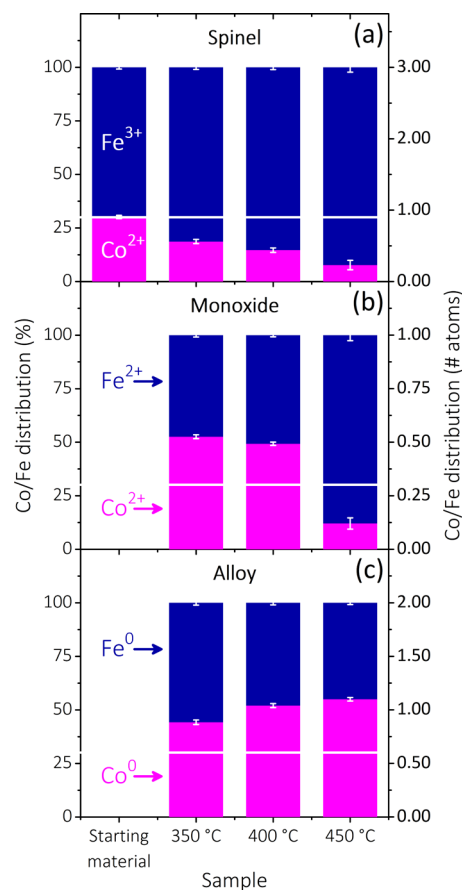 Spinel
(a)
100
75
50
25
0
Fe³⁺
Co²⁺
3.00
2.00
1.00
0.00
Monoxide
(b)
100
75
50
25
0
Fe²⁺
Co²⁺
1.00
0.75
0.50
0.25
0.00
Alloy
(c)
100
75
50
25
0
Fe⁰
Co⁰
2.00
1.50
1.00
0.50
0.00
Co/Fe distribution (%)
Co/Fe distribution (# atoms)
Starting
material
350 °C
400 °C
450 °C
Sample